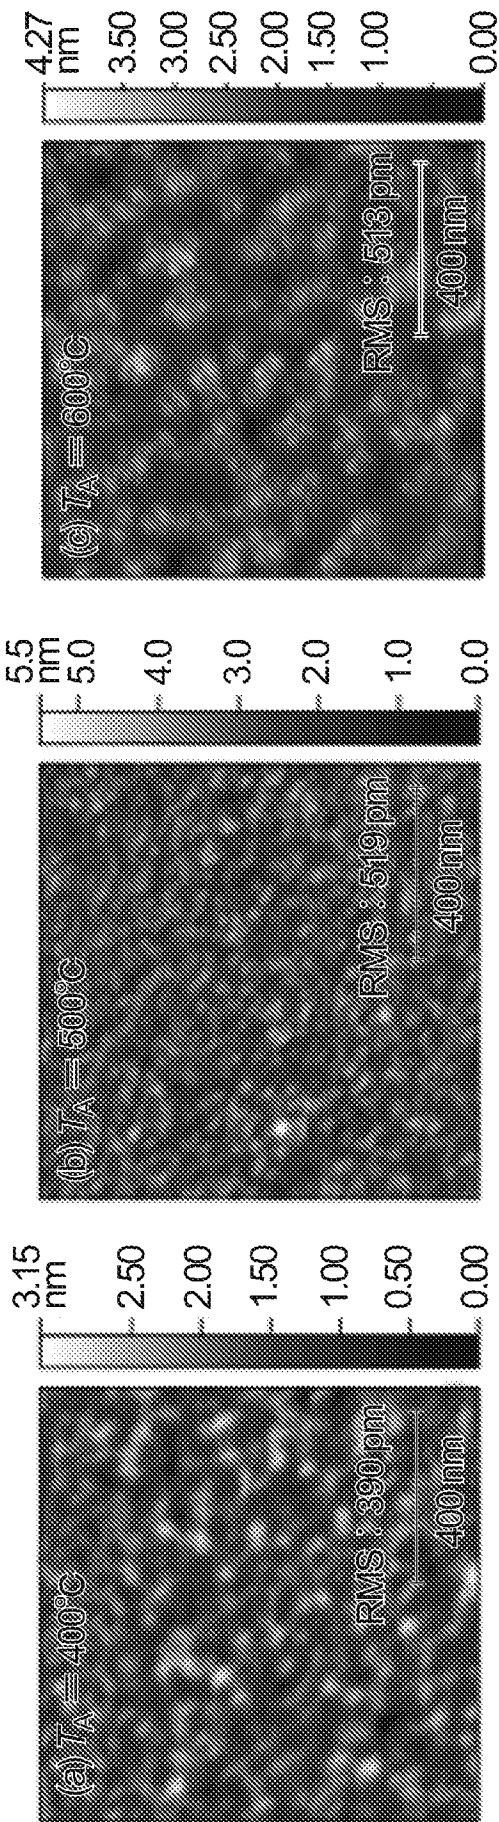 (a) T_A = 400°C
RMS : 390 pm
400 nm
3.15
nm
2.50
2.00
1.50
1.00
0.50
0.00
(b) T_A = 500°C
RMS : 519 pm
400 nm
5.5
nm
5.0
4.0
3.0
2.0
1.0
0.0
(c) T_A = 600°C
RMS : 513 pm
400 nm
4.27
nm
3.50
3.00
2.50
2.00
1.50
1.00
0.00